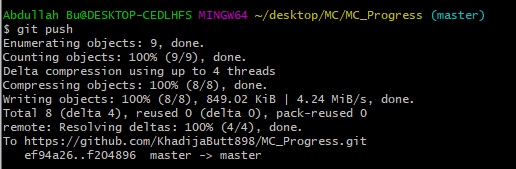 Abdullah Bu@DESKTOP-CEDLHFS MINGW64 ~/desktop/MC/MC_Progress (master)
$ git push
Enumerating objects: 9, done.
Counting objects: 100% (9/9), done.
Delta compression using up to 4 threads
Compressing objects: 100% (8/8), done.
Writing objects: 100% (8/8), 849.02 KiB | 4.24 MiB/s, done.
Total 8 (delta 4), reused 0 (delta 0), pack-reused 0
remote: Resolving deltas: 100% (4/4), done.
To https://github.com/KhadijaButt898/MC_Progress.git
   ef94a26..f204896  master -> master